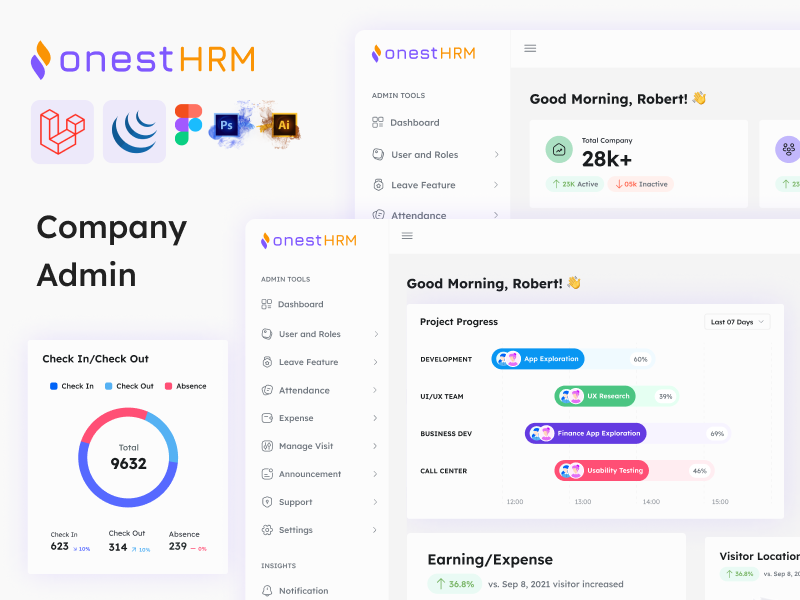 onestHRM
Ps
Ai
Company
Admin
Check In/Check Out
Check In
Check Out
Absence
Total
9632
Check In
623
10%
Check Out
314
10%
Absence
239
0%
onestHRM
ADMIN TOOLS
Dashboard
User and Roles
Leave Feature
Attendance
Good Morning, Robert! 👋
Total Company
28k+
23K Active
05k Inactive
23
onestHRM
ADMIN TOOLS
Dashboard
User and Roles
Leave Feature
Attendance
Expense
Manage Visit
Announcement
Support
Settings
INSIGHTS
Notification
Good Morning, Robert! 👋
Project Progress
Last 07 Days
DEVELOPMENT
App Exploration
60%
UI/UX TEAM
UX Research
39%
BUSINESS DEV
Finance App Exploration
69%
CALL CENTER
Usability Testing
46%
12:00
13:00
14:00
15:00
Earning/Expense
36.8%
vs. Sep 8, 2021 visitor increased
Visitor Location
36.8%
vs. Sep 8, 20